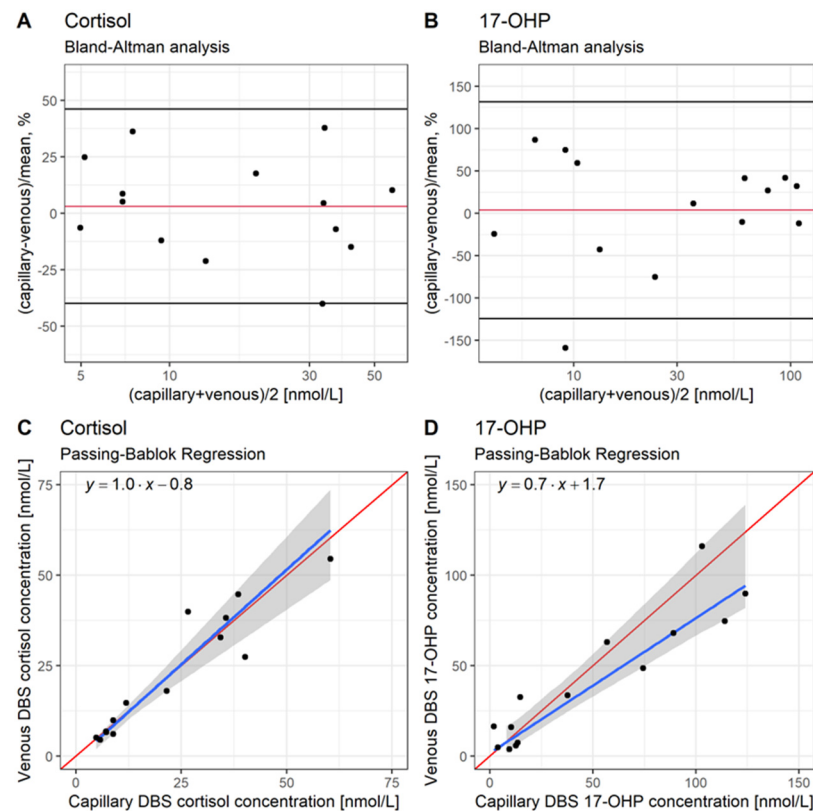 A Cortisol
Bland-Altman analysis
(capillary-venous)/mean, %
50
25
0
-25
-50
5 10 30 50
(capillary+venous)/2 [nmol/L]
B 17-OHP
Bland-Altman analysis
(capillary-venous)/mean, %
150
100
50
0
-50
-100
-150
10 30 100
(capillary+venous)/2 [nmol/L]
C Cortisol
Passing-Bablok Regression
y = 1.0 · x − 0.8
Venous DBS cortisol concentration [nmol/L]
75
50
25
0
0 25 50 75
Capillary DBS cortisol concentration [nmol/L]
D 17-OHP
Passing-Bablok Regression
y = 0.7 · x + 1.7
Venous DBS 17-OHP concentration [nmol/L]
150
100
50
0
0 50 100 150
Capillary DBS 17-OHP concentration [nmol/L]